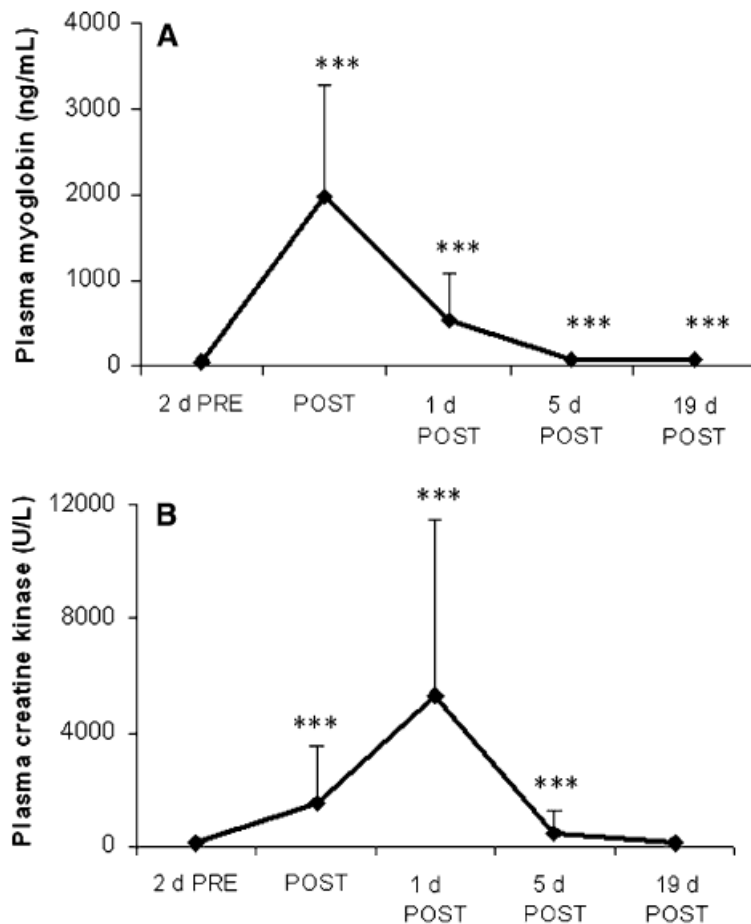 A
Plasma myoglobin (ng/mL)
4000
3000
2000
1000
0
***
***
***
***
2 d PRE
POST
1 d
POST
5 d
POST
19 d
POST
B
Plasma creatine kinase (U/L)
12000
8000
4000
0
***
***
***
2 d PRE
POST
1 d
POST
5 d
POST
19 d
POST